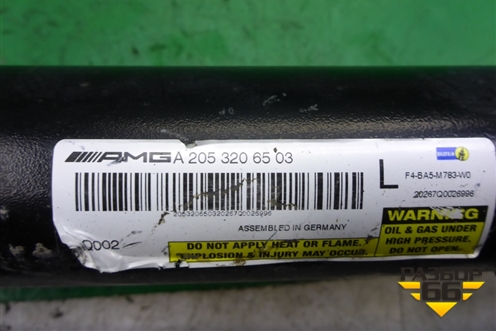 AMG A 205 320 65 03
L
F4-BA5-M783-W0
20267Q0026996
205320650320267Q0026996
ASSEMBLED IN GERMANY
Q002
DO NOT APPLY HEAT OR FLAME.
EXPLOSION & INJURY MAY OCCUR.
WARNING
OIL & GAS UNDER
HIGH PRESSURE.
DO NOT OPEN.
РАЗБОР
66